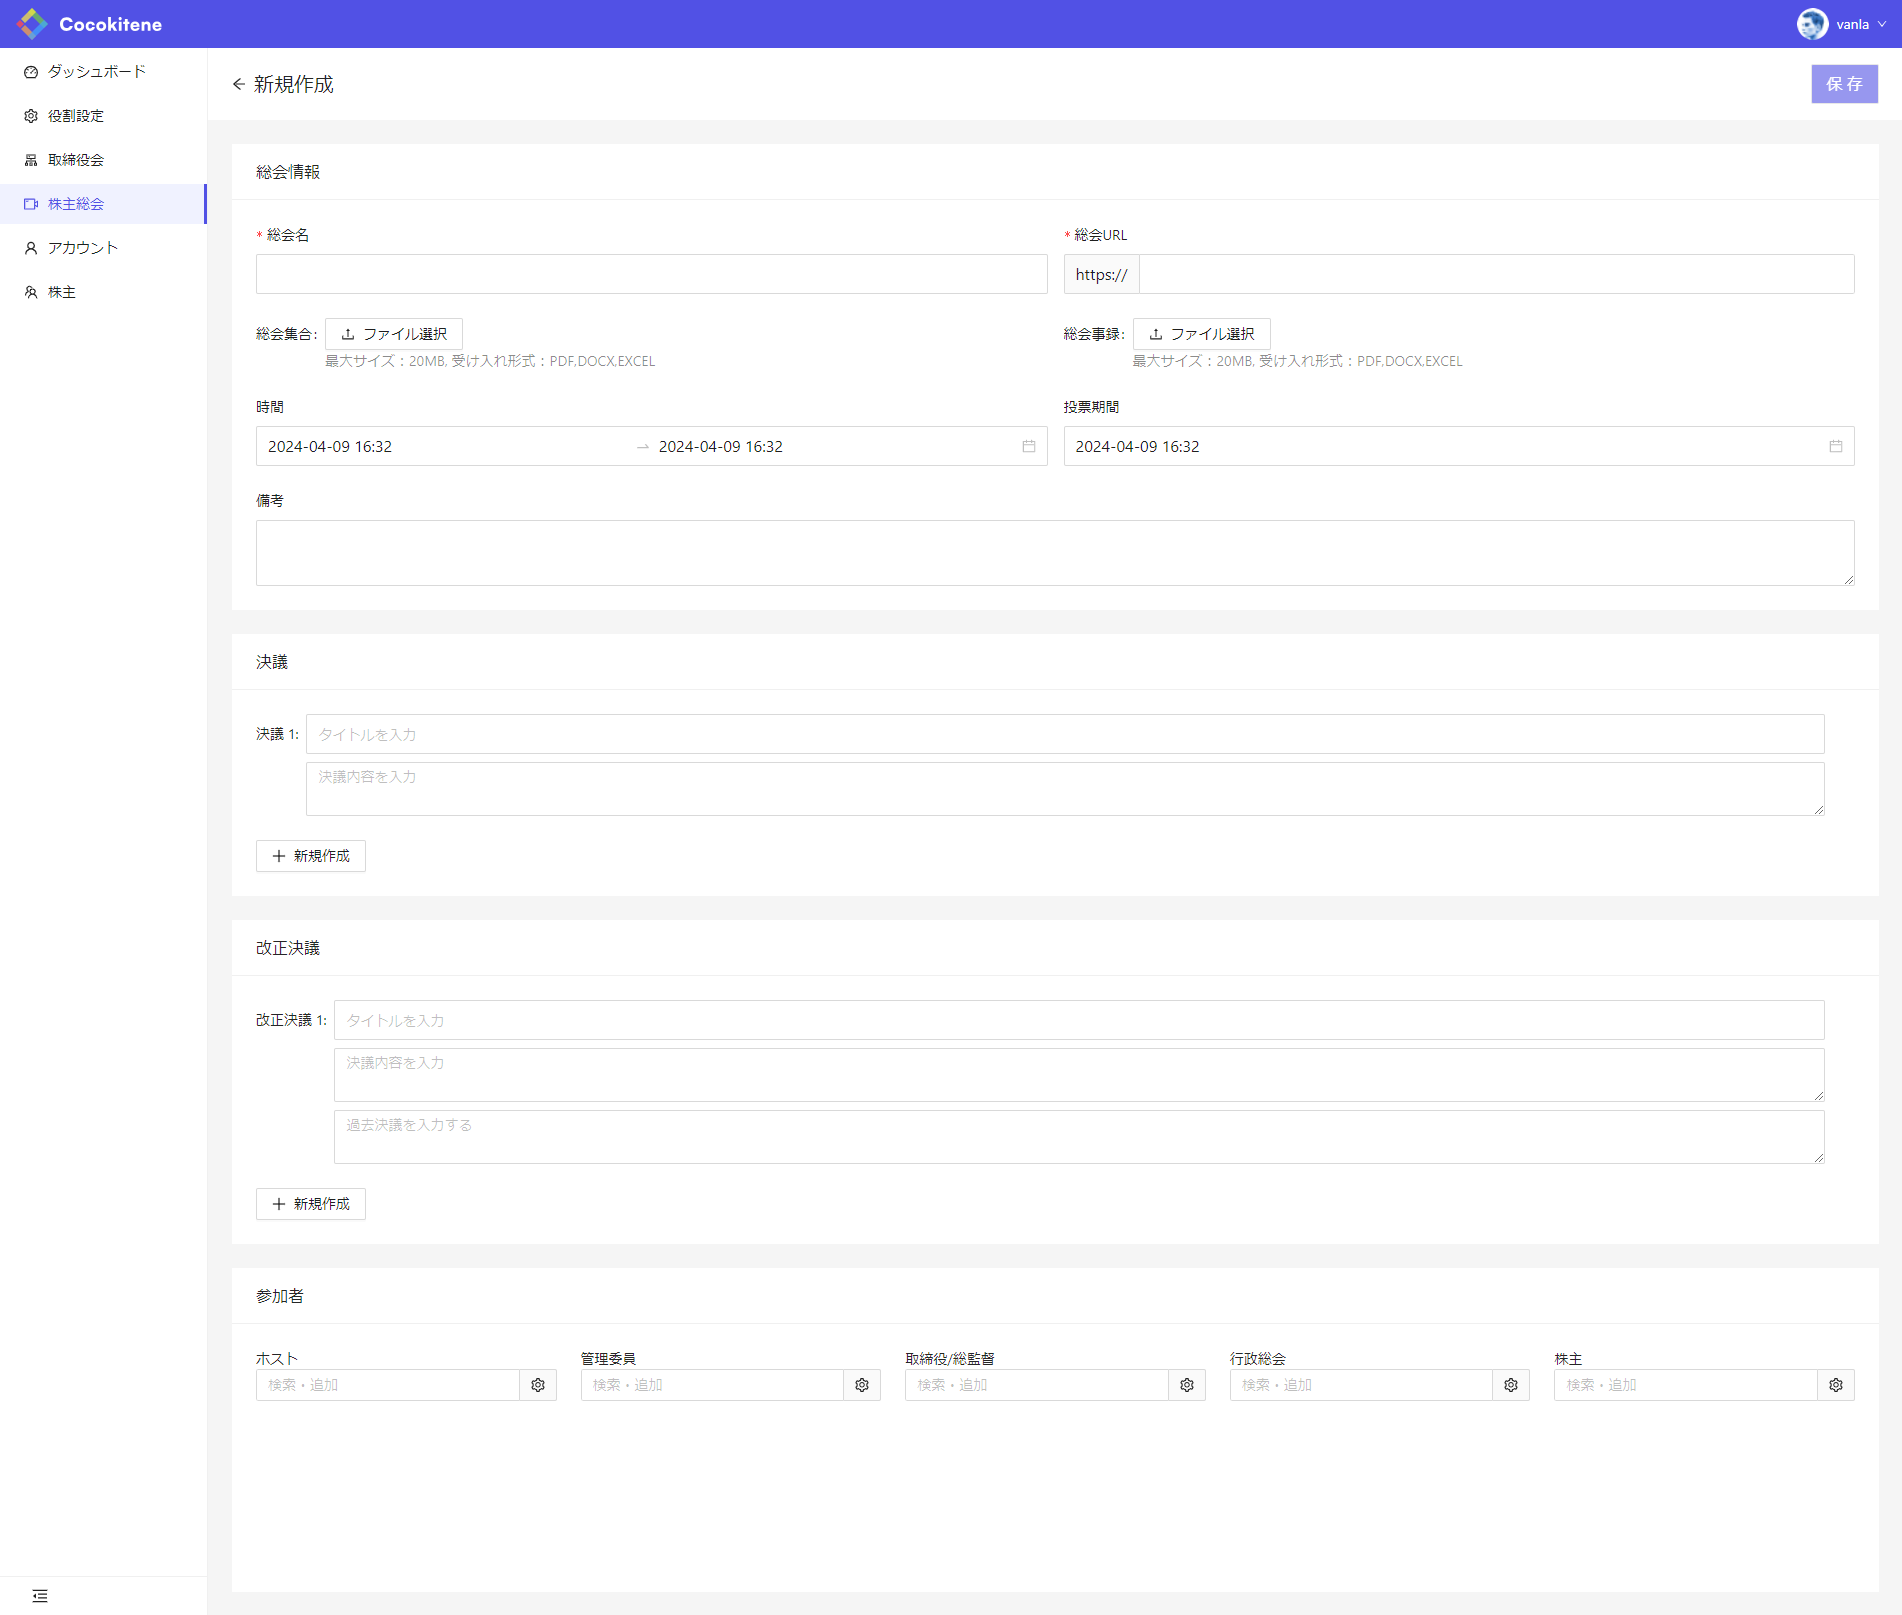 Cocokitene
vanla
ダッシュボード
役割設定
取締役会
株主総会
アカウント
株主
新規作成
保存
総会情報
* 総会名
* 総会URL
https://
総会集合:
ファイル選択
最大サイズ：20MB, 受け入れ形式：PDF,DOCX,EXCEL
総会事録:
ファイル選択
最大サイズ：20MB, 受け入れ形式：PDF,DOCX,EXCEL
時間
投票期間
2024-04-09 16:32
2024-04-09 16:32
2024-04-09 16:32
備考
決議
決議 1:
タイトルを入力
決議内容を入力
新規作成
改正決議
改正決議 1:
タイトルを入力
決議内容を入力
過去決議を入力する
新規作成
参加者
ホスト
管理委員
取締役/総監督
行政総会
株主
検索・追加
検索・追加
検索・追加
検索・追加
検索・追加